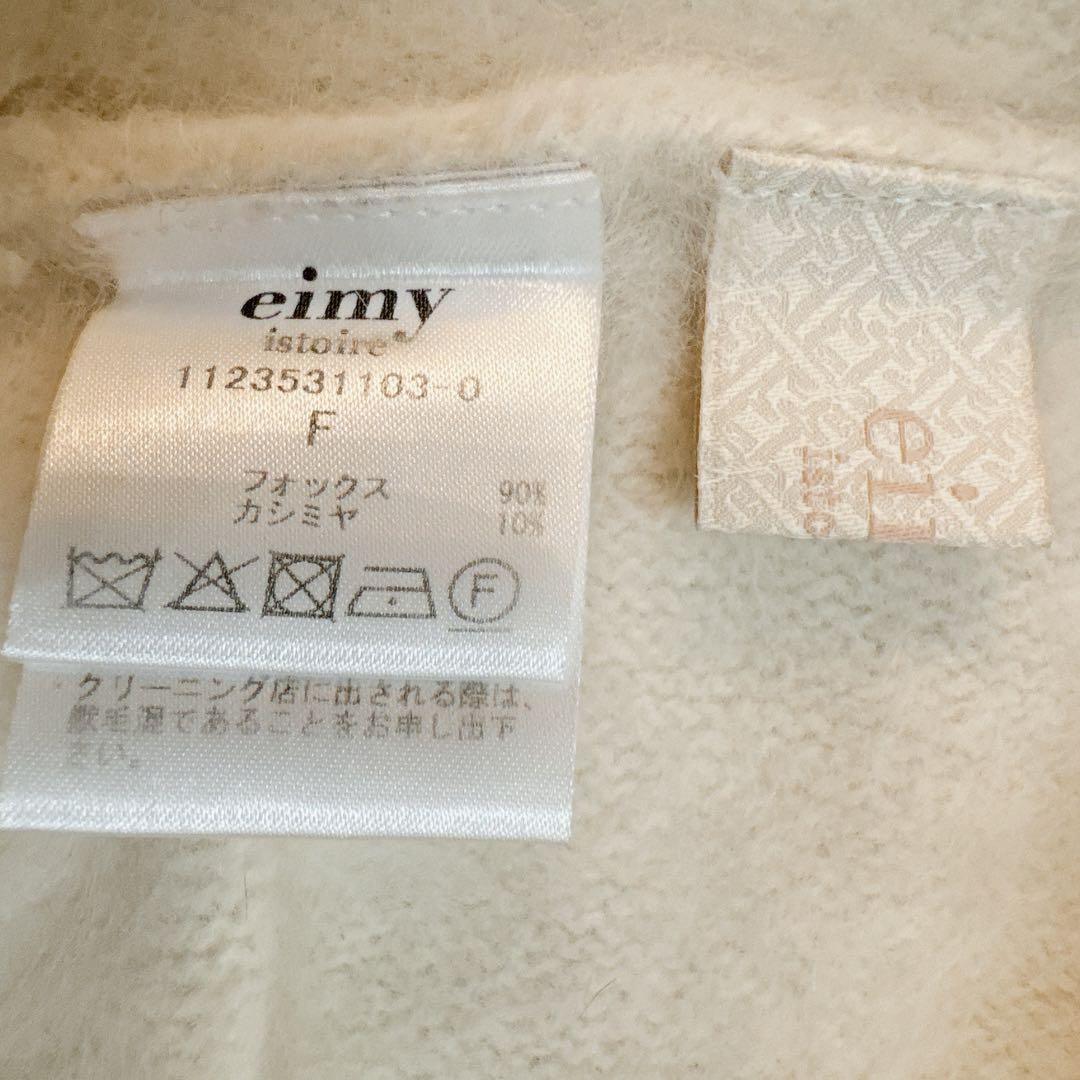 eimy
istoire®
1123531103-0
F
フォックス 90%
カシミヤ 10%
F
クリーニング店に出される際は、
獣毛混であることをお申し出下
さい。
ei
isto